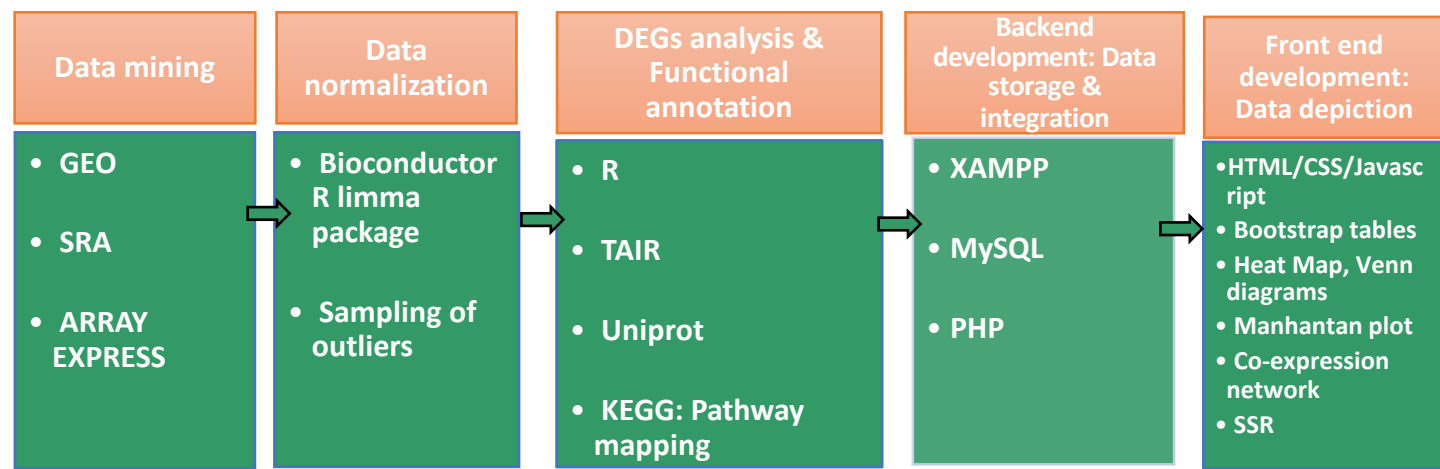 Data mining
• GEO
• SRA
• ARRAY
EXPRESS
Data
normalization
• Bioconductor
R limma
package
• Sampling of
outliers
DEGs analysis &
Functional
annotation
• R
• TAIR
• Uniprot
• KEGG: Pathway
mapping
Backend
development: Data
storage &
integration
• XAMPP
• MySQL
• PHP
Front end
development:
Data depiction
•HTML/CSS/Javasc
ript
• Bootstrap tables
• Heat Map, Venn
diagrams
• Manhantan plot
• Co-expression
network
• SSR